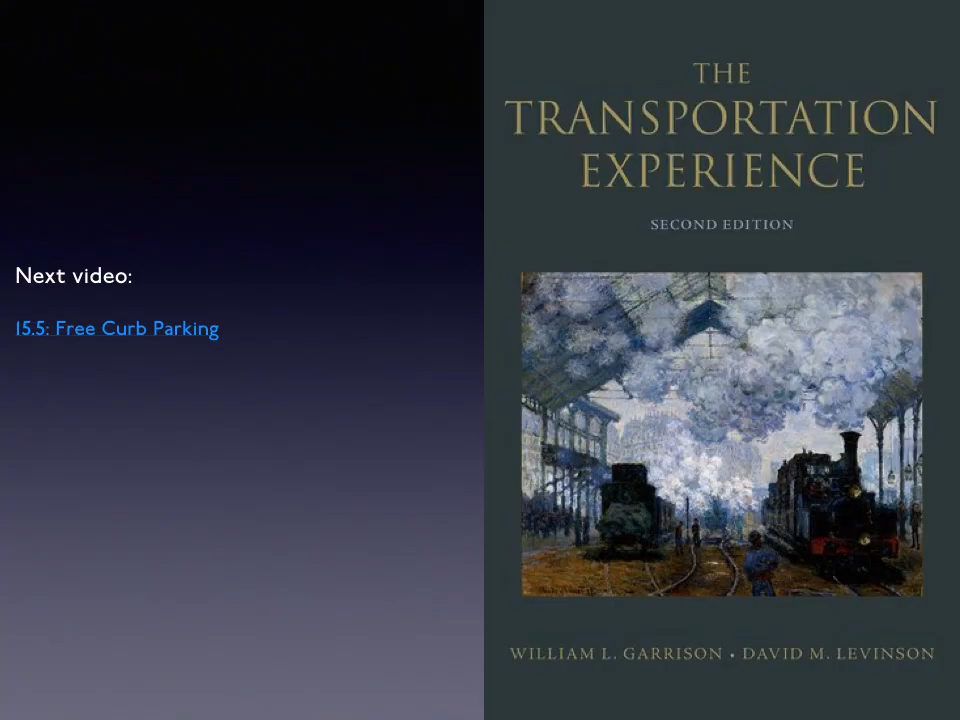 Next video:
15.5: Free Curb Parking
THE
TRANSPORTATION
EXPERIENCE
SECOND EDITION
WILLIAM L. GARRISON • DAVID M. LEVINSON